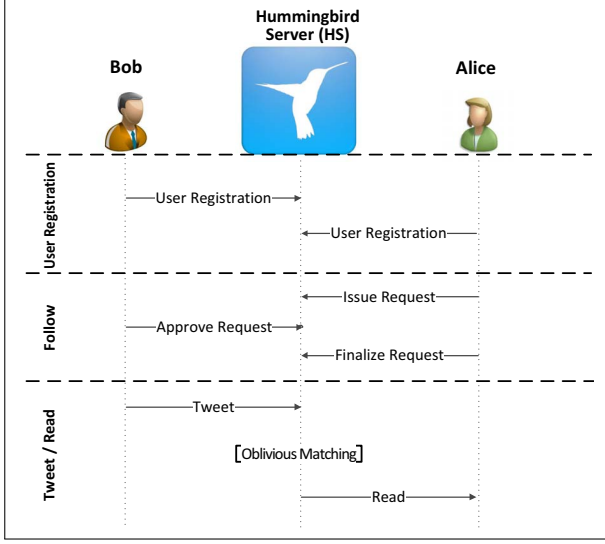 Hummingbird
Server (HS)
Bob
Alice
User Registration
User Registration
User Registration
Follow
Issue Request
Approve Request
Finalize Request
Tweet / Read
Tweet
[Oblivious Matching]
Read